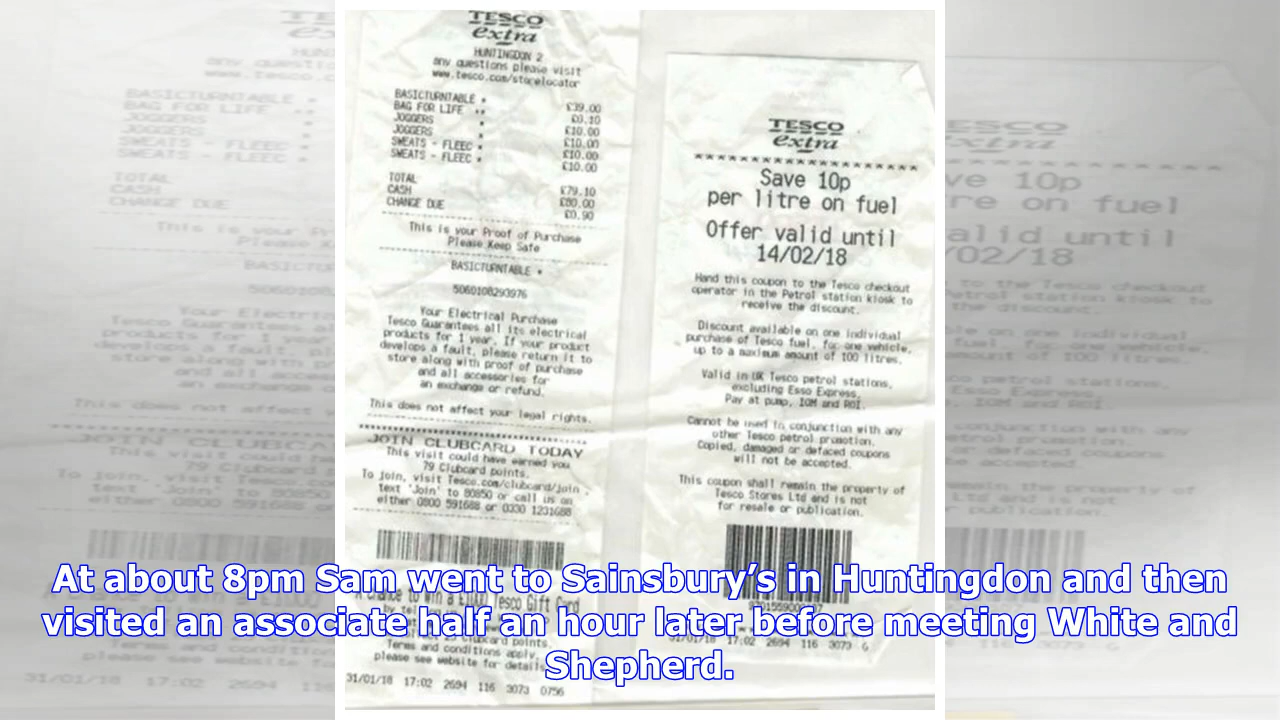 TESCO
extra
HUNTINGDON 2
any questions please visit
www.tesco.com/storelocator
BASICTURNTABLE * £39.00
BAG FOR LIFE ** £0.10
JOGGERS * £10.00
JOGGERS * £10.00
SWEATS - FLEEC * £10.00
SWEATS - FLEEC * £10.00
TOTAL £79.10
CASH £80.00
CHANGE DUE £0.90
This is your Proof of Purchase
Please Keep Safe
BASICTURNTABLE *
5060108293976
Your Electrical Purchase
Tesco Guarantees all its electrical
products for 1 year. If your product
develops a fault, please return it to
store along with proof of purchase
and all accessories for
an exchange or refund.
This does not affect your legal rights.
JOIN CLUBCARD TODAY
This visit could have earned you
79 Clubcard points.
To join, visit Tesco.com/clubcard/join ,
text 'Join' to 80850 or call us on
either 0800 591688 or 0330 1231688
Tesco Gift Card
Clubcard points.
Terms and conditions apply,
please see website for details
31/01/18 17:02 2694 116 3073 0756
TESCO
extra
Save 10p
per litre on fuel
Offer valid until
14/02/18
Hand this coupon to the Tesco checkout
operator in the Petrol station kiosk to
receive the discount.
Discount available on one individual
purchase of Tesco fuel, for one vehicle,
up to a maximum amount of 100 litres.
Valid in UK Tesco petrol stations,
excluding Esso Express,
Pay at pump, IOM and ROI.
Cannot be used in conjunction with any
other Tesco petrol promotion.
Copied, damaged or defaced coupons
will not be accepted.
This coupon shall remain the property of
Tesco Stores Ltd and is not
for resale or publication.
31/01/18 17:02 2694 116 3073 0
At about 8pm Sam went to Sainsbury’s in Huntingdon and then
visited an associate half an hour later before meeting White and
Shepherd.